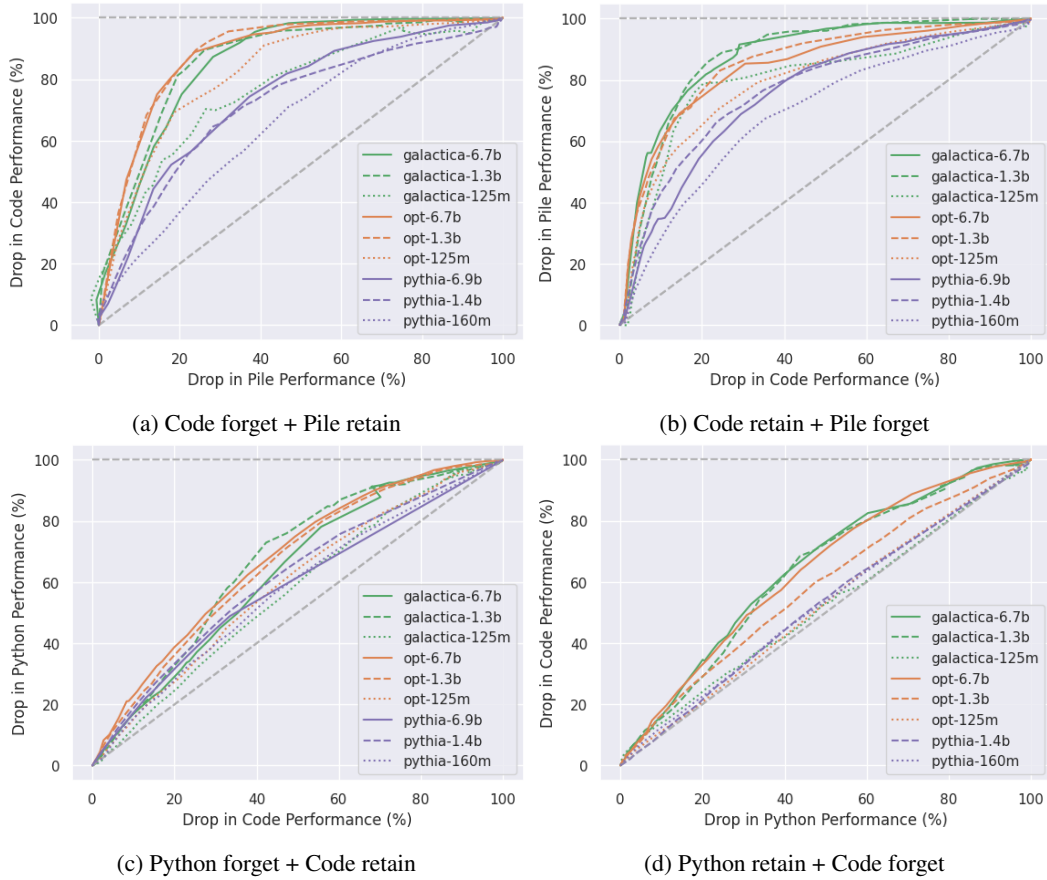 100
80
60
40
20
0
Drop in Code Performance (%)
galactica-6.7b
galactica-1.3b
galactica-125m
opt-6.7b
opt-1.3b
opt-125m
pythia-6.9b
pythia-1.4b
pythia-160m
0 20 40 60 80 100
Drop in Pile Performance (%)
(a) Code forget + Pile retain
100
80
60
40
20
0
Drop in Pile Performance (%)
galactica-6.7b
galactica-1.3b
galactica-125m
opt-6.7b
opt-1.3b
opt-125m
pythia-6.9b
pythia-1.4b
pythia-160m
0 20 40 60 80 100
Drop in Code Performance (%)
(b) Code retain + Pile forget
100
80
60
40
20
0
Drop in Python Performance (%)
galactica-6.7b
galactica-1.3b
galactica-125m
opt-6.7b
opt-1.3b
opt-125m
pythia-6.9b
pythia-1.4b
pythia-160m
0 20 40 60 80 100
Drop in Code Performance (%)
(c) Python forget + Code retain
100
80
60
40
20
0
Drop in Code Performance (%)
galactica-6.7b
galactica-1.3b
galactica-125m
opt-6.7b
opt-1.3b
opt-125m
pythia-1.4b
pythia-160m
0 20 40 60 80 100
Drop in Python Performance (%)
(d) Python retain + Code forget